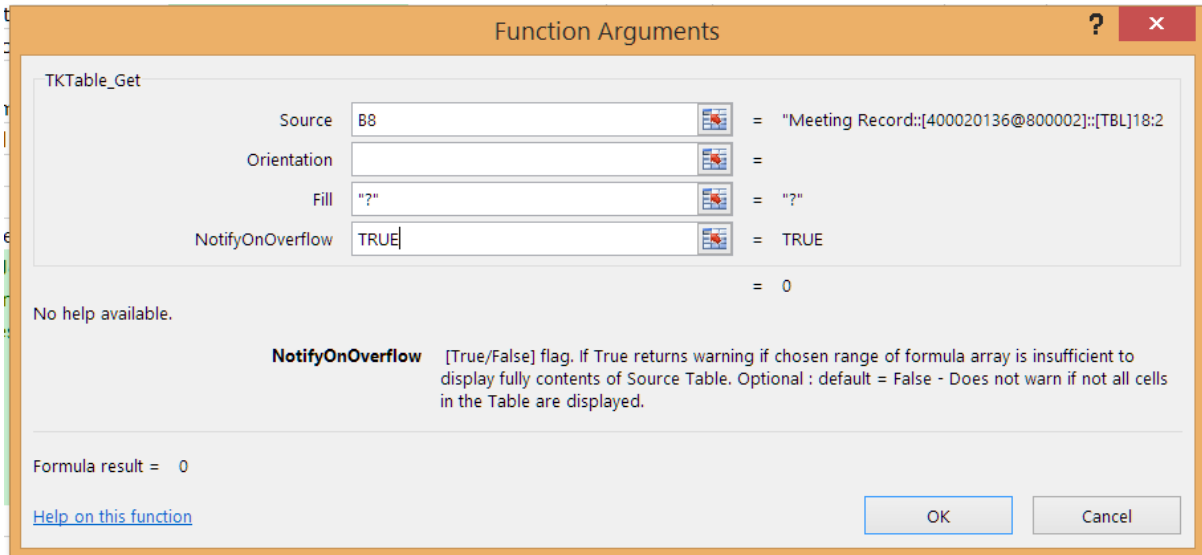 Function Arguments
? ×
TKTable_Get
Source B8 = "Meeting Record::[400020136@800002]::[TBL]18:2
Orientation =
Fill "?" = "?"
NotifyOnOverflow TRUE = TRUE
= 0
No help available.
NotifyOnOverflow [True/False] flag. If True returns warning if chosen range of formula array is insufficient to
display fully contents of Source Table. Optional : default = False - Does not warn if not all cells
in the Table are displayed.
Formula result = 0
Help on this function OK Cancel